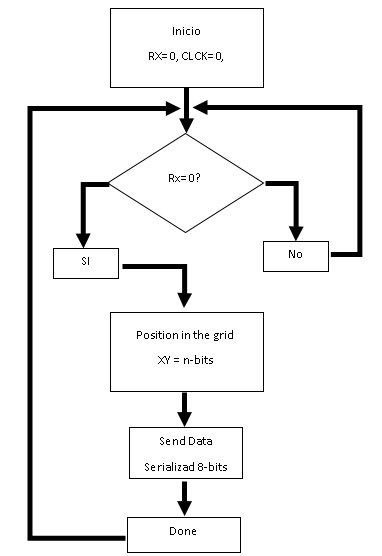 Inicio
RX=0, CLCK=0,
Rx=0?
SI
No
Position in the grid
XY = n-bits
Send Data
Serializad 8-bits
Done